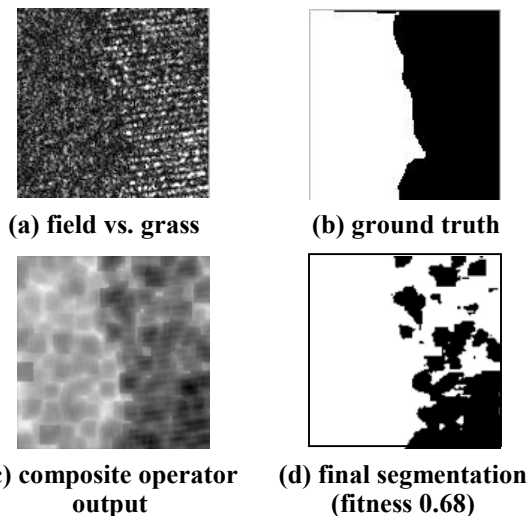 (a) field vs. grass
(b) ground truth
) composite operator
output
(d) final segmentation
(fitness 0.68)